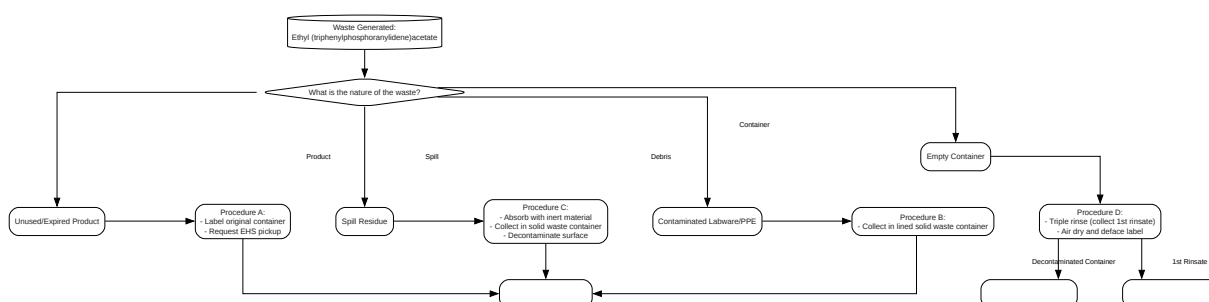 Waste Generated:
Ethyl (triphenylphosphoranylidene)acetate
What is the nature of the waste?
Container
Product
Spill
Debris
Empty Container
Unused/Expired Product
Procedure A:
- Label original container
- Request EHS pickup
Spill Residue
Procedure C:
- Absorb with inert material
- Collect in solid waste container
- Decontaminate surface
Contaminated Labware/PPE
Procedure B:
- Collect in lined solid waste container
Procedure D:
- Triple rinse (collect 1st rinsate)
- Air dry and deface label
Decontaminated Container
1st Rinsate